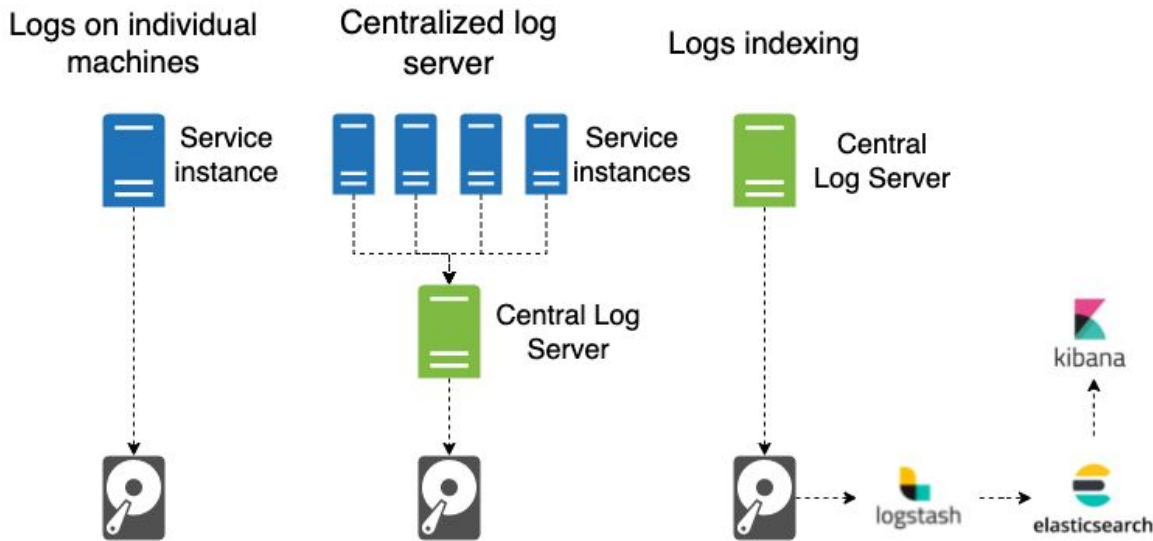 Logs on individual
machines
Centralized log
server
Logs indexing
Service
instance
Service
instances
Central
Log Server
Central Log
Server
kibana
logstash
elasticsearch